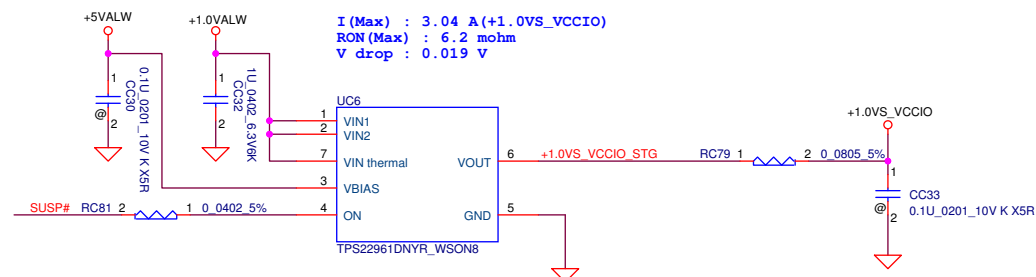 +5VALW
+1.0VALW
I(Max) : 3.04 A(+1.0VS_VCCIO)
RON(Max) : 6.2 mohm
V drop : 0.019 V
1
2
@
CC30
0.1U_0201_10V K X5R
1
2
CC32
1U_0402_6.3V6K
UC6
1
VIN1
2
VIN2
7
VIN thermal
3
VBIAS
4
ON
VOUT
6
GND
5
TPS22961DNYR_WSON8
SUSP#
RC81
2
1
0_0402_5%
+1.0VS_VCCIO_STG
RC79
1
2
0_0805_5%
+1.0VS_VCCIO
1
2
@
CC33
0.1U_0201_10V K X5R